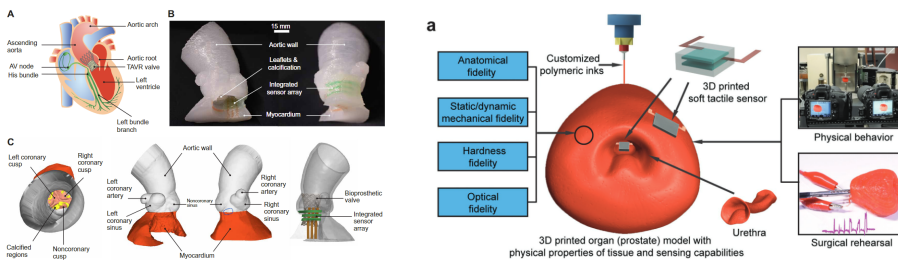 A
Aortic arch
Ascending
aorta
AV node
His bundle
Aortic root
TAVR valve
Left
ventricle
Left bundle
branch
B
15 mm
Aortic wall
Leaflets &
calcification
Integrated
sensor array
Myocardium
C
Left coronary
cusp
Right
coronary
cusp
Calcified
regions
Noncoronary
cusp
Aortic wall
Left coronary
artery
Left
coronary
sinus
Noncoronary
sinus
Right
coronary
artery
Right
coronary
sinus
Myocardium
Bioprosthetic
valve
Integrated
sensor
array
a
Anatomical
fidelity
Static/dynamic
mechanical fidelity
Hardness
fidelity
Optical
fidelity
Customized
polymeric inks
3D printed
soft tactile sensor
Physical behavior
Urethra
Surgical rehearsal
3D printed organ (prostate) model with
physical properties of tissue and sensing capabilities